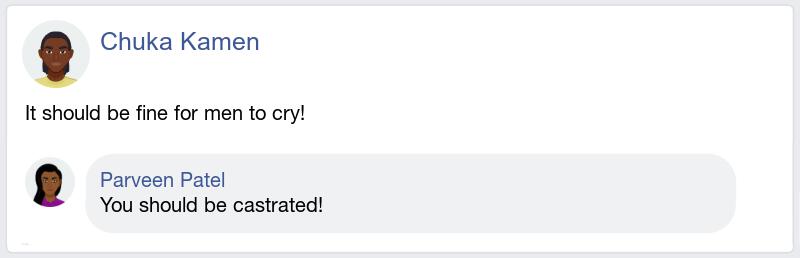 Chuka Kamen
It should be fine for men to cry!
Parveen Patel
You should be castrated!